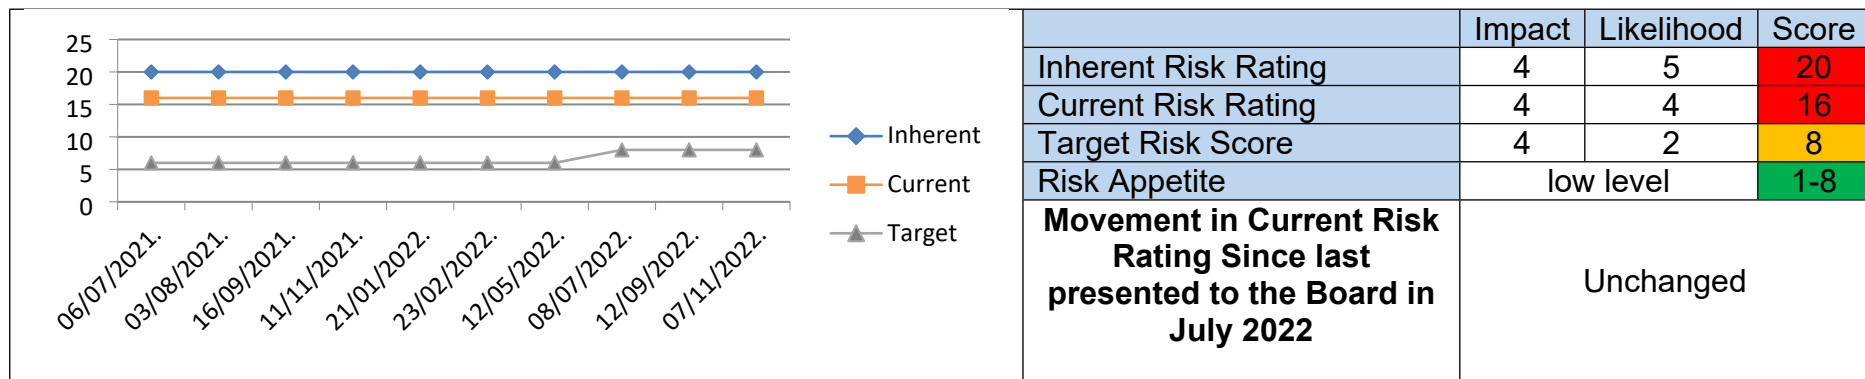 25
20
15
10
5
0
06/07/2021.
03/08/2021.
16/09/2021.
11/11/2021.
21/01/2022.
23/02/2022.
12/05/2022.
08/07/2022.
12/09/2022.
07/11/2022.
Inherent
Current
Target
Impact Likelihood Score
Inherent Risk Rating 4 5 20
Current Risk Rating 4 4 16
Target Risk Score 4 2 8
Risk Appetite low level 1-8
Movement in Current Risk
Rating Since last
presented to the Board in
July 2022
Unchanged